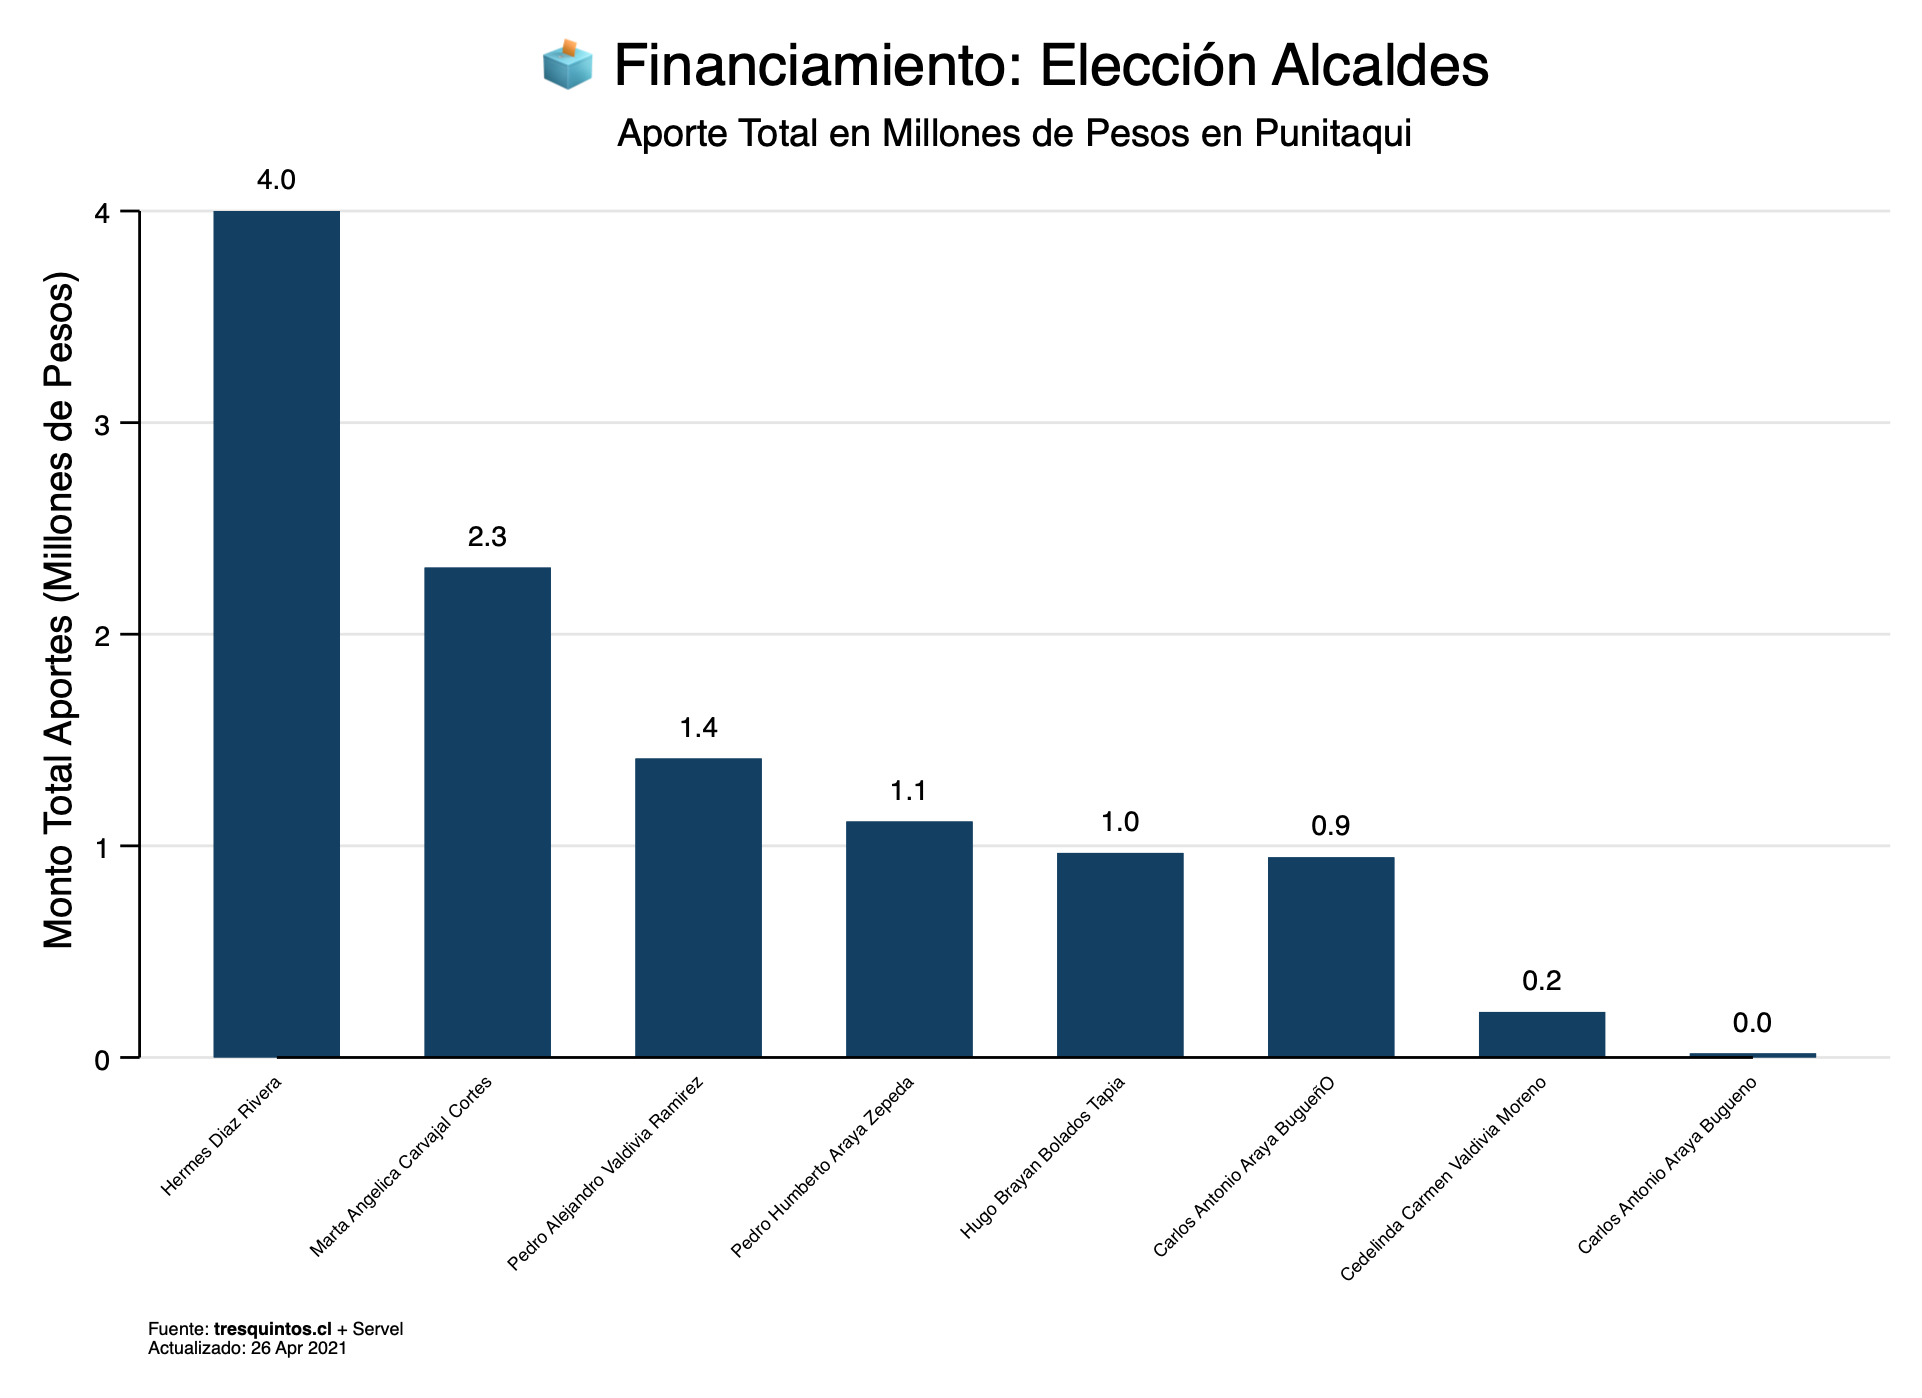 Financiamiento: Elección Alcaldes
Aporte Total en Millones de Pesos en Punitaqui
Monto Total Aportes (Millones de Pesos)
4
3
2
1
0
4.0
2.3
1.4
1.1
1.0
0.9
0.2
0.0
Hermes Diaz Rivera
Marta Angelica Carvajal Cortes
Pedro Alejandro Valdivia Ramirez
Pedro Humberto Araya Zepeda
Hugo Brayan Bolados Tapia
Carlos Antonio Araya BugueñO
Cedelinda Carmen Valdivia Moreno
Carlos Antonio Araya Bugueno
Fuente: tresquintos.cl + Servel
Actualizado: 26 Apr 2021